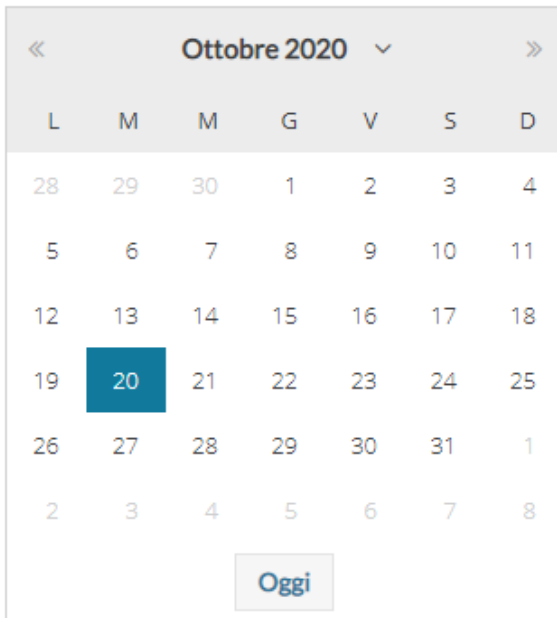 « Ottobre 2020 »
L M M G V S D
28 29 30 1 2 3 4
5 6 7 8 9 10 11
12 13 14 15 16 17 18
19 20 21 22 23 24 25
26 27 28 29 30 31 1
2 3 4 5 6 7 8
Oggi